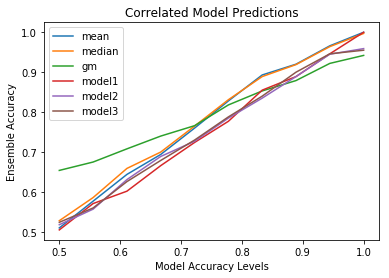 Correlated Model Predictions
1.0
0.9
0.8
0.7
0.6
0.5
Ensemble Accuracy
mean
median
gm
model1
model2
model3
0.5 0.6 0.7 0.8 0.9 1.0
Model Accuracy Levels